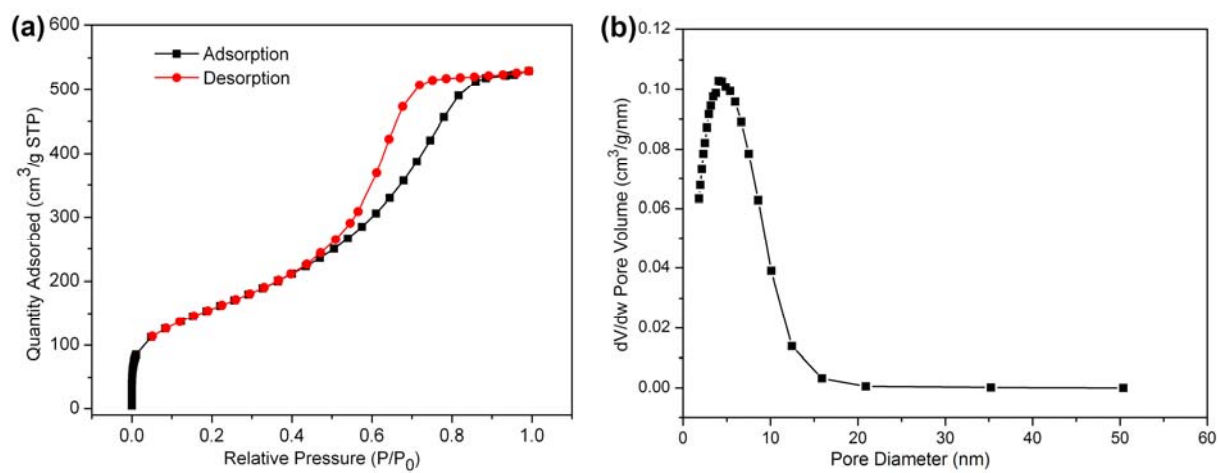 (a)
600
500
400
300
200
100
0
Quantity Adsorbed (cm³/g STP)
Adsorption
Desorption
0.0 0.2 0.4 0.6 0.8 1.0
Relative Pressure (P/P₀)
(b)
0.12
0.10
0.08
0.06
0.04
0.02
0.00
dV/dw Pore Volume (cm³/g/nm)
0 10 20 30 40 50 60
Pore Diameter (nm)